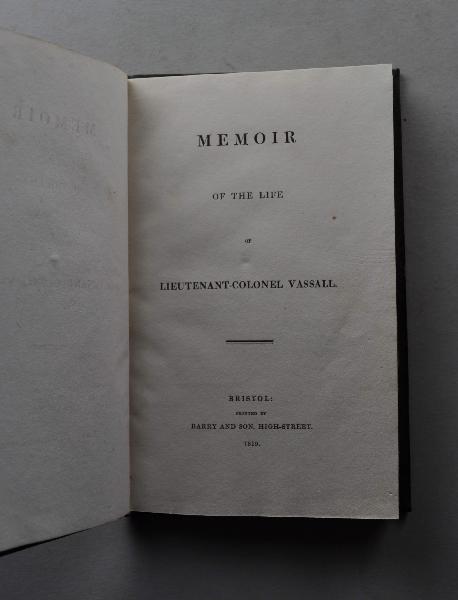 MEMOIR
OF THE LIFE
OF
LIEUTENANT-COLONEL VASSALL.
BRISTOL:
PRINTED BY
BARRY AND SON, HIGH-STREET.
1819.